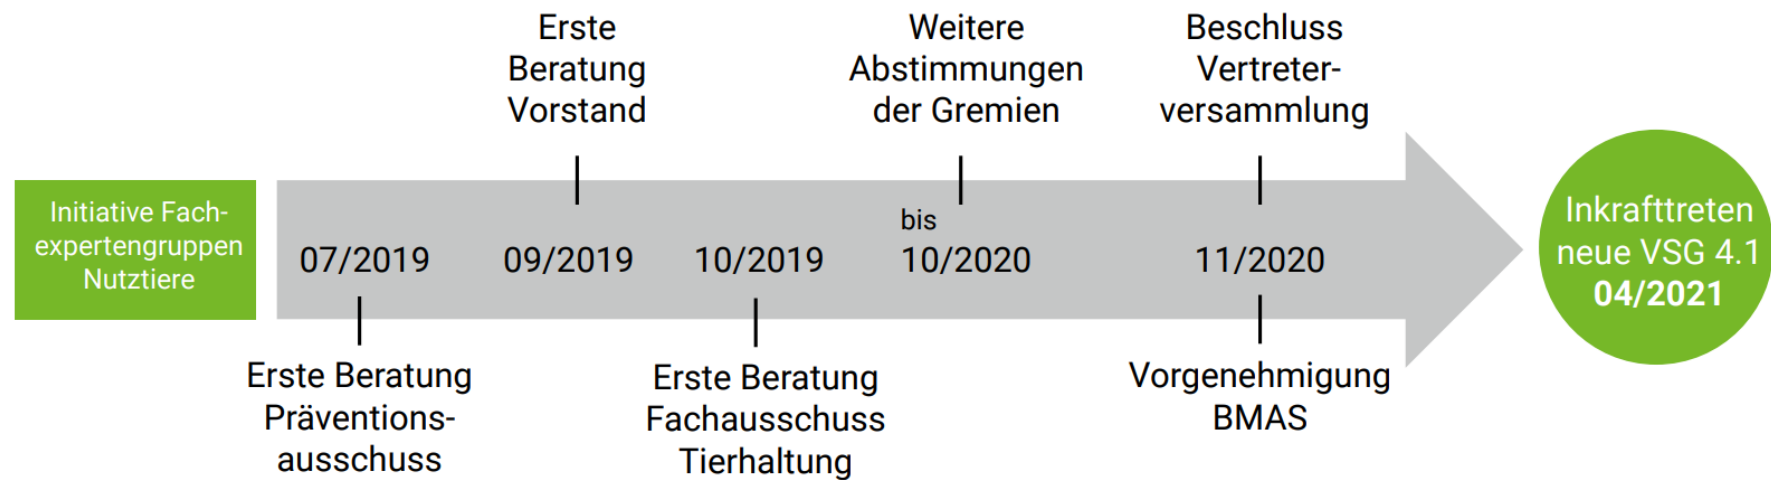 Initiative Fach-
expertengruppen
Nutztiere
07/2019
Erste Beratung
Präventions-
ausschuss
Erste
Beratung
Vorstand
09/2019
10/2019
Erste Beratung
Fachausschuss
Tierhaltung
Weitere
Abstimmungen
der Gremien
bis
10/2020
Beschluss
Vertreter-
versammlung
11/2020
Vorgenehmigung
BMAS
Inkrafttreten
neue VSG 4.1
04/2021